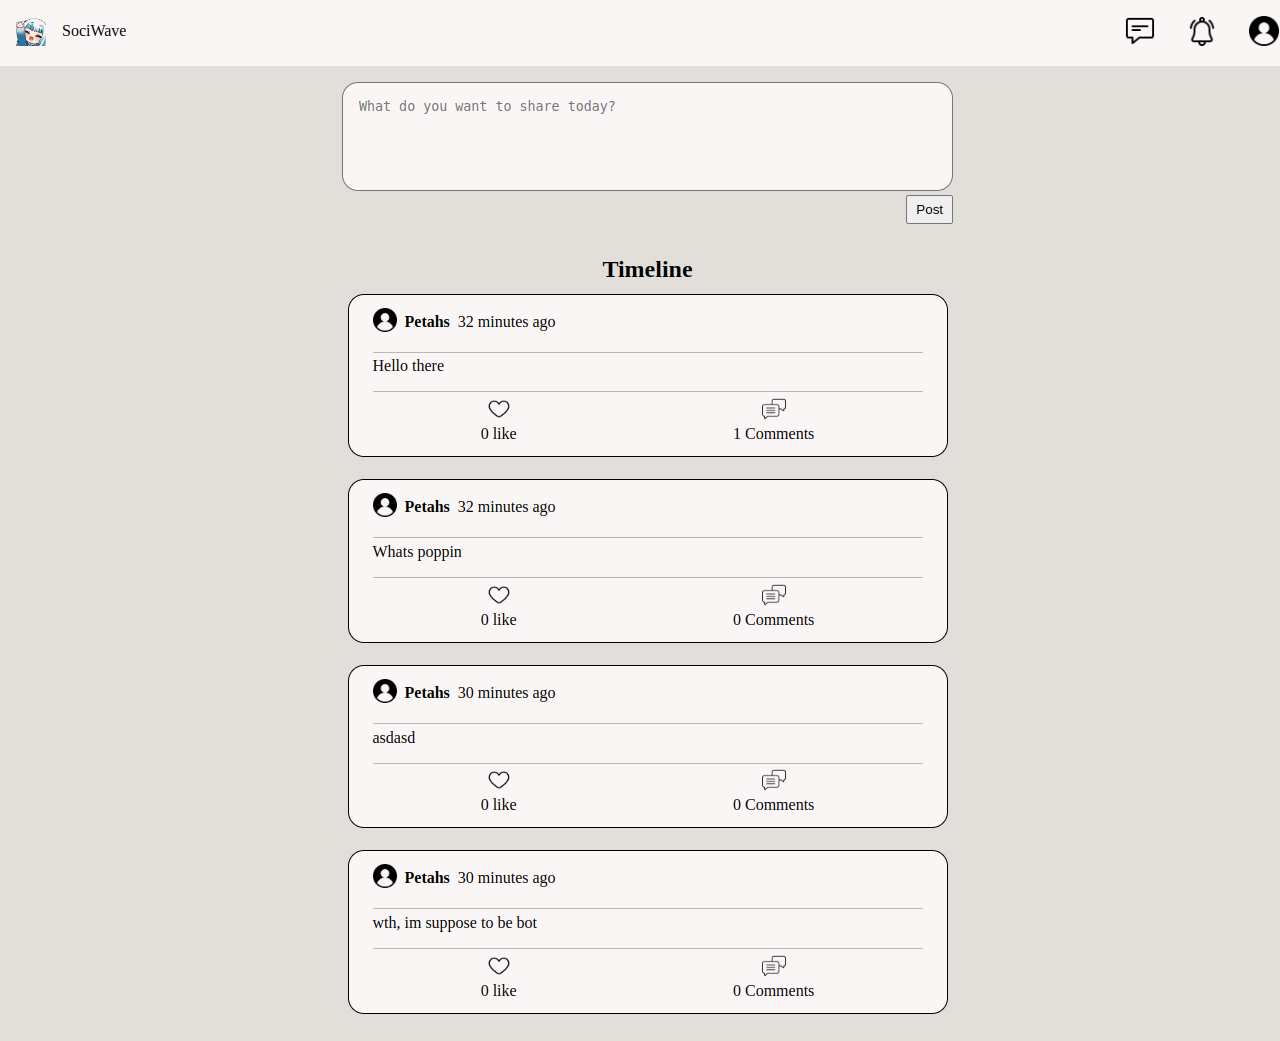 SociWave
What do you want to share today?
Post
Timeline
Petahs 32 minutes ago
Hello there
0 like 1 Comments
Petahs 32 minutes ago
Whats poppin
0 like 0 Comments
Petahs 30 minutes ago
asdasd
0 like 0 Comments
Petahs 30 minutes ago
wth, im suppose to be bot
0 like 0 Comments